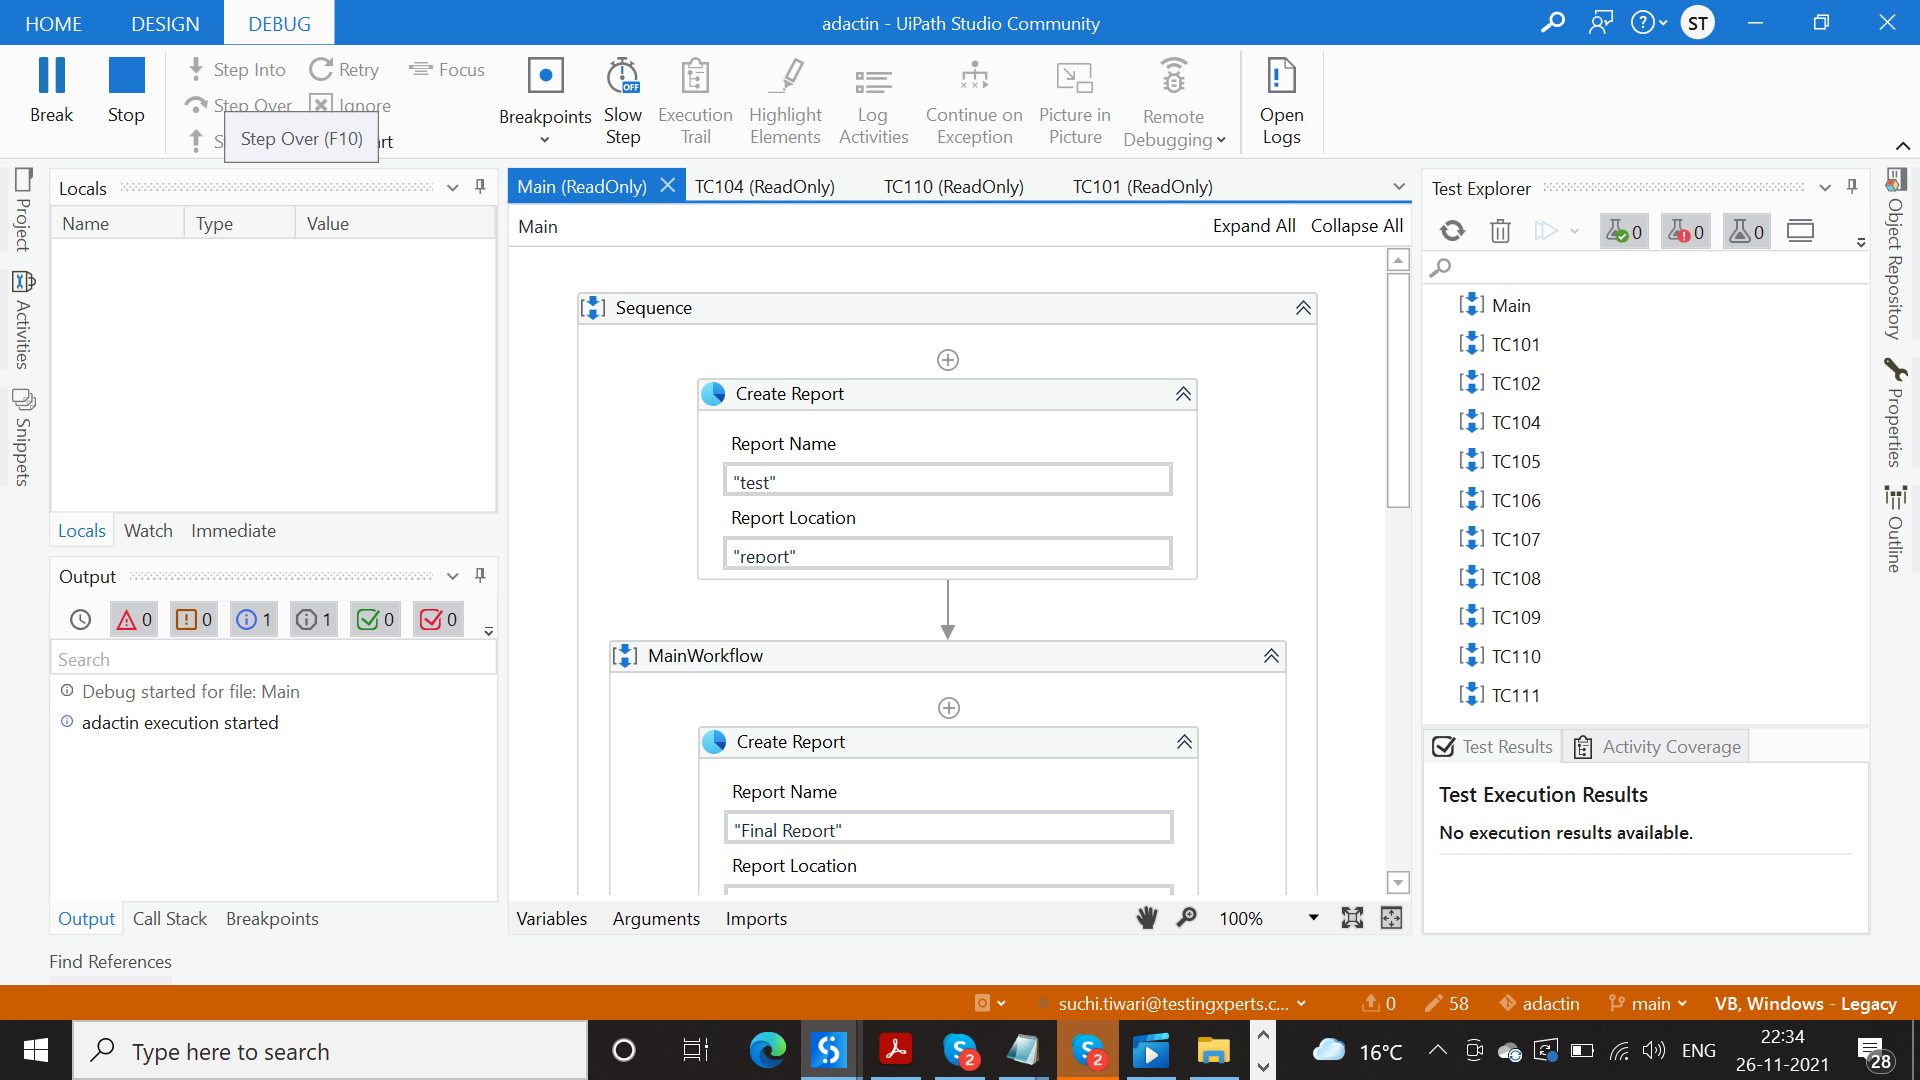 HOME DESIGN DEBUG
adactin - UiPath Studio Community
ST
Break
Stop
Step Into
Step Over
S
Retry
Ignore
rt
Focus
Step Over (F10)
Breakpoints
Slow
Step
Execution
Trail
Highlight
Elements
Log
Activities
Continue on
Exception
Picture in
Picture
Remote
Debugging
Open
Logs
OFF
Project
Activities
Snippets
Locals
Name Type Value
Locals Watch Immediate
Output
0 0 1 1 0 0
Search
Debug started for file: Main
adactin execution started
Output Call Stack Breakpoints
Find References
Main (ReadOnly) TC104 (ReadOnly) TC110 (ReadOnly) TC101 (ReadOnly)
Main
Expand All Collapse All
Sequence
Create Report
Report Name
"test"
Report Location
"report"
MainWorkflow
Create Report
Report Name
"Final Report"
Report Location
Variables Arguments Imports
100%
Test Explorer
0 0 0
Main
TC101
TC102
TC104
TC105
TC106
TC107
TC108
TC109
TC110
TC111
Test Results Activity Coverage
Test Execution Results
No execution results available.
Object Repository
Properties
Outline
suchi.tiwari@testingxperts.c...
0 58 adactin main VB, Windows - Legacy
Type here to search
2
2
16°C
ENG
22:34
26-11-2021
28